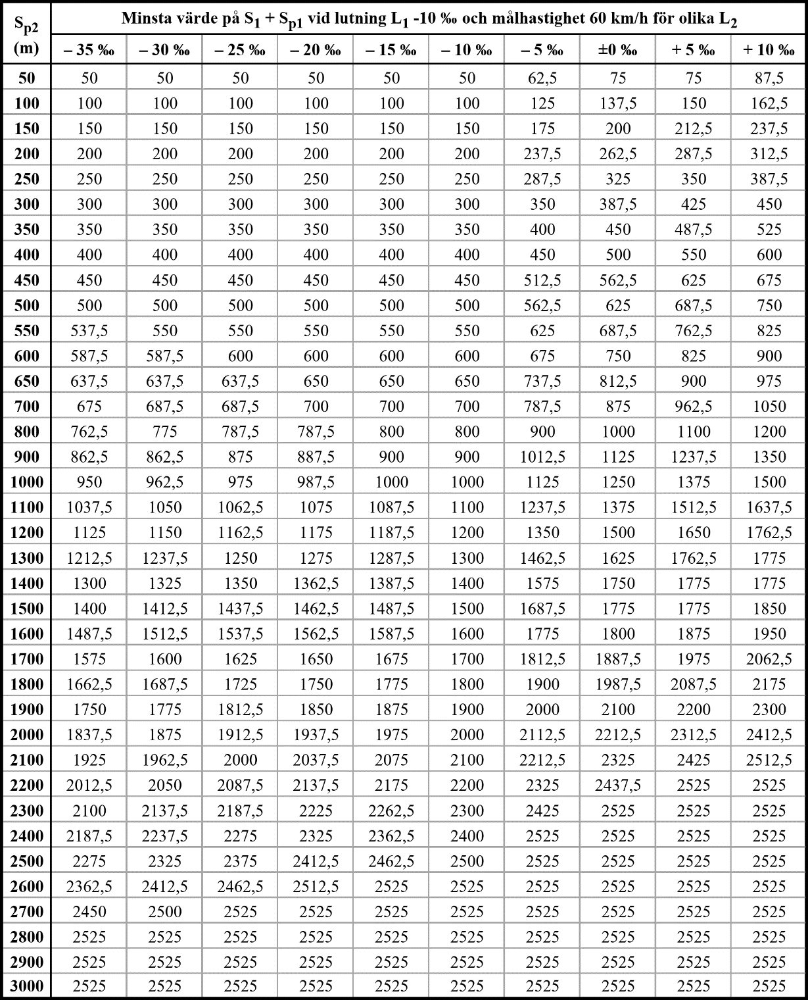 Sp2 Minsta värde på S1 + Sp1 vid lutning L1 -10 ‰ och målhastighet 60 km/h för olika L2
(m) – 35 ‰ – 30 ‰ – 25 ‰ – 20 ‰ – 15 ‰ – 10 ‰ – 5 ‰ ±0 ‰ + 5 ‰ + 10 ‰
50 50 50 50 50 50 50 62,5 75 75 87,5
100 100 100 100 100 100 100 125 137,5 150 162,5
150 150 150 150 150 150 150 175 200 212,5 237,5
200 200 200 200 200 200 200 237,5 262,5 287,5 312,5
250 250 250 250 250 250 250 287,5 325 350 387,5
300 300 300 300 300 300 300 350 387,5 425 450
350 350 350 350 350 350 350 400 450 487,5 525
400 400 400 400 400 400 400 450 500 550 600
450 450 450 450 450 450 450 512,5 562,5 625 675
500 500 500 500 500 500 500 562,5 625 687,5 750
550 537,5 550 550 550 550 550 625 687,5 762,5 825
600 587,5 587,5 600 600 600 600 675 750 825 900
650 637,5 637,5 637,5 650 650 650 737,5 812,5 900 975
700 675 687,5 687,5 700 700 700 787,5 875 962,5 1050
800 762,5 775 787,5 787,5 800 800 900 1000 1100 1200
900 862,5 862,5 875 887,5 900 900 1012,5 1125 1237,5 1350
1000 950 962,5 975 987,5 1000 1000 1125 1250 1375 1500
1100 1037,5 1050 1062,5 1075 1087,5 1100 1237,5 1375 1512,5 1637,5
1200 1125 1150 1162,5 1175 1187,5 1200 1350 1500 1650 1762,5
1300 1212,5 1237,5 1250 1275 1287,5 1300 1462,5 1625 1762,5 1775
1400 1300 1325 1350 1362,5 1387,5 1400 1575 1750 1775 1775
1500 1400 1412,5 1437,5 1462,5 1487,5 1500 1687,5 1775 1775 1850
1600 1487,5 1512,5 1537,5 1562,5 1587,5 1600 1775 1800 1875 1950
1700 1575 1600 1625 1650 1675 1700 1812,5 1887,5 1975 2062,5
1800 1662,5 1687,5 1725 1750 1775 1800 1900 1987,5 2087,5 2175
1900 1750 1775 1812,5 1850 1875 1900 2000 2100 2200 2300
2000 1837,5 1875 1912,5 1937,5 1975 2000 2112,5 2212,5 2312,5 2412,5
2100 1925 1962,5 2000 2037,5 2075 2100 2212,5 2325 2425 2512,5
2200 2012,5 2050 2087,5 2137,5 2175 2200 2325 2437,5 2525 2525
2300 2100 2137,5 2187,5 2225 2262,5 2300 2425 2525 2525 2525
2400 2187,5 2237,5 2275 2325 2362,5 2400 2525 2525 2525 2525
2500 2275 2325 2375 2412,5 2462,5 2500 2525 2525 2525 2525
2600 2362,5 2412,5 2462,5 2512,5 2525 2525 2525 2525 2525 2525
2700 2450 2500 2525 2525 2525 2525 2525 2525 2525 2525
2800 2525 2525 2525 2525 2525 2525 2525 2525 2525 2525
2900 2525 2525 2525 2525 2525 2525 2525 2525 2525 2525
3000 2525 2525 2525 2525 2525 2525 2525 2525 2525 2525